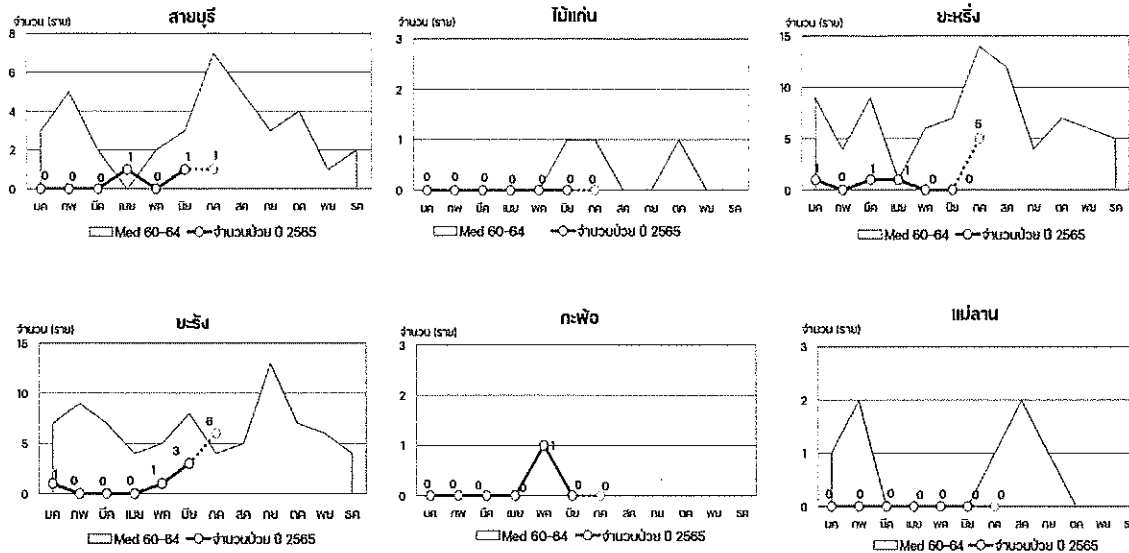 สายบุรี
จำนวน (ราย)
8
6
4
2
0
0 0 0 1 0 1 1
มค กพ มีค เมย พค มิย กค สค กย ตค พย รค
Med 60-64 จำนวนป่วย ปี 2565
ไม้แก่น
จำนวน (ราย)
3
2
1
0
0 0 0 0 0 0 0
มค กพ มีค เมย พค มิย กค สค กย ตค พย รค
Med 60-64 จำนวนป่วย ปี 2565
ยะหริ่ง
จำนวน (ราย)
15
10
5
0
1 0 1 1 0 0 5
มค กพ มีค เมย พค มิย กค สค กย ตค พย รค
Med 60-64 จำนวนป่วย ปี 2565
ยะรัง
จำนวน (ราย)
15
10
5
0
1 0 0 0 1 3 6
มค กพ มีค เมย พค มิย กค สค กย ตค พย รค
Med 60-64 จำนวนป่วย ปี 2565
กะพ้อ
จำนวน (ราย)
3
2
1
0
0 0 0 0 1 0 0
มค กพ มีค เมย พค มิย กค สค กย ตค พย รค
Med 60-64 จำนวนป่วย ปี 2565
แม่ลาน
จำนวน (ราย)
3
2
1
0
0 0 0 0 0 0 0
มค กพ มีค เมย พค มิย กค สค กย ตค พย รค
Med 60-64 จำนวนป่วย ปี 2565